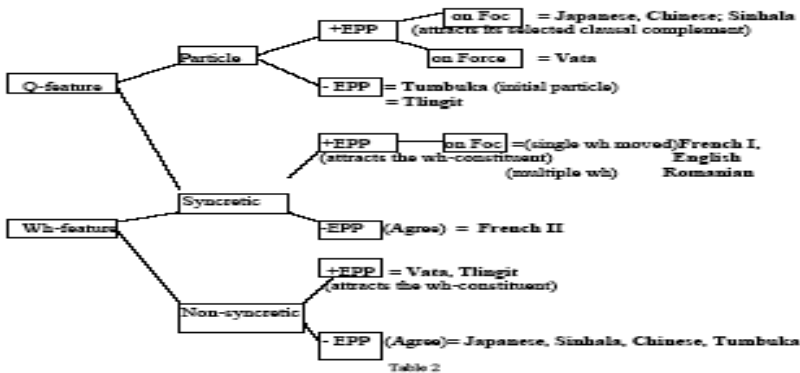 on Foc = Japanese, Chinese; Sinhala
+EPP (attracts its selected clausal complement)
Particle on Force = Vata
Q-feature - EPP = Tumbuka (initial particle)
= Tlingit
+EPP on Foc =(single wh moved)French I,
(attracts the wh-constituent) English
(multiple wh) Romanian
Syncretic
Wh-feature -EPP (Agree) = French II
+EPP = Vata, Tlingit
(attracts the wh-constituent)
Non-syncretic
- EPP (Agree)= Japanese, Sinhala, Chinese, Tumbuka
Table 2